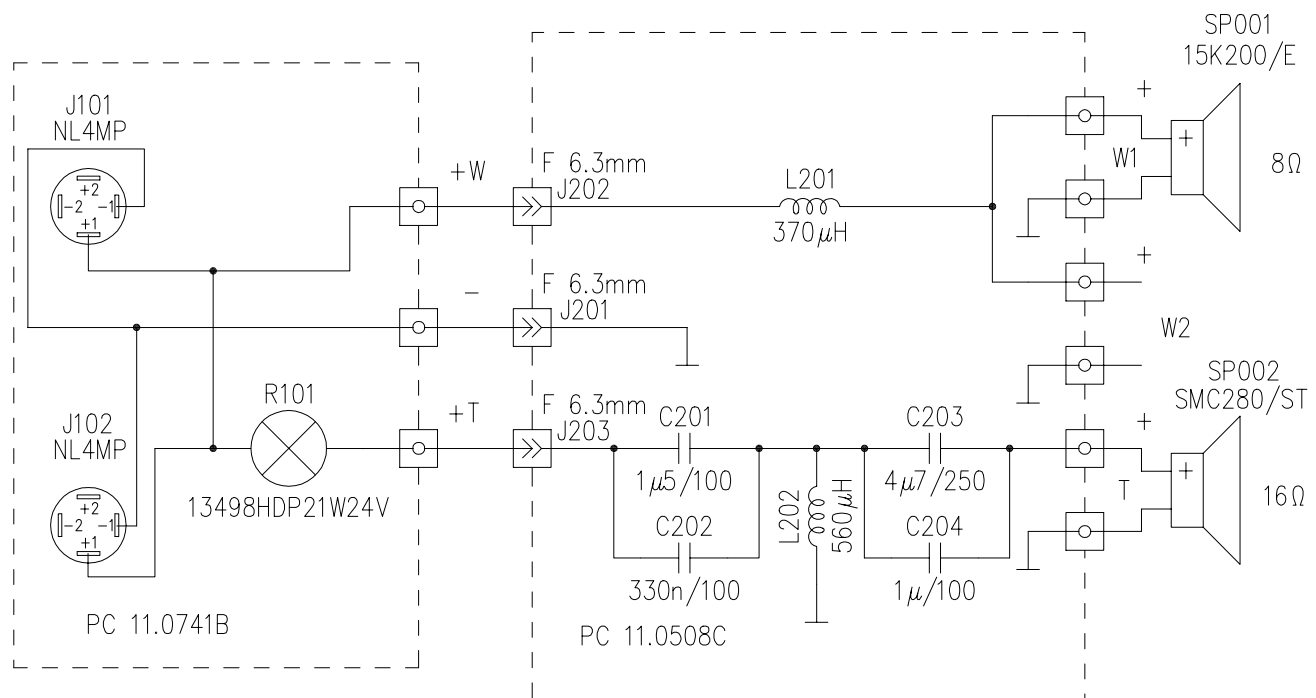 SP001
15K200/E
+
W1
+
8Ω
J101
NL4MP
+2
-2 -1
+1
+W
F 6.3mm
J202
L201
370μH
+
W2
-
F 6.3mm
J201
J102
NL4MP
+2
-2 -1
+1
R101
13498HDP21W24V
+T
F 6.3mm
J203
C201
1μ5/100
C202
330n/100
L202
560μH
C203
4μ7/250
C204
1μ/100
SP002
SMC280/ST
+
T
+
16Ω
PC 11.0741B
PC 11.0508C